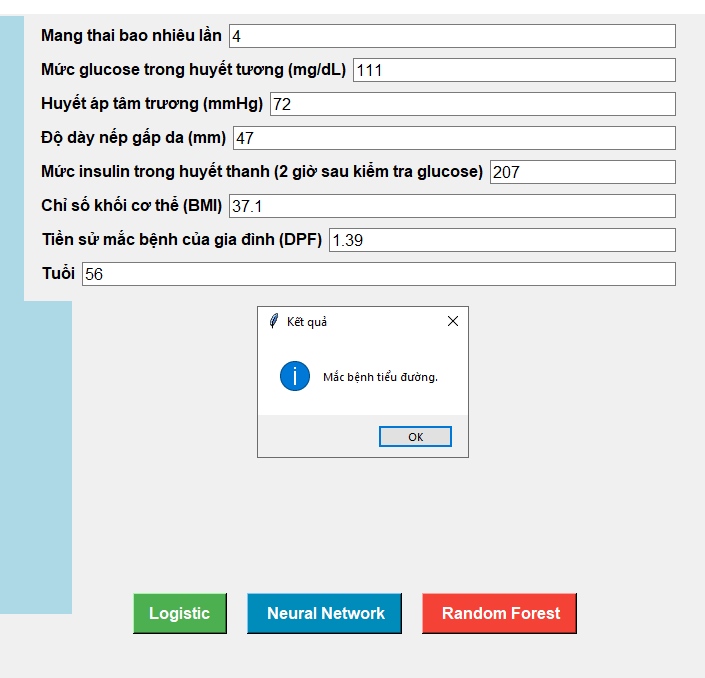 Mang thai bao nhiêu lần 4
Mức glucose trong huyết tương (mg/dL) 111
Huyết áp tâm trương (mmHg) 72
Độ dày nếp gấp da (mm) 47
Mức insulin trong huyết thanh (2 giờ sau kiểm tra glucose) 207
Chỉ số khối cơ thể (BMI) 37.1
Tiền sử mắc bệnh của gia đình (DPF) 1.39
Tuổi 56
Kết quả
Mắc bệnh tiểu đường.
OK
Logistic Neural Network Random Forest